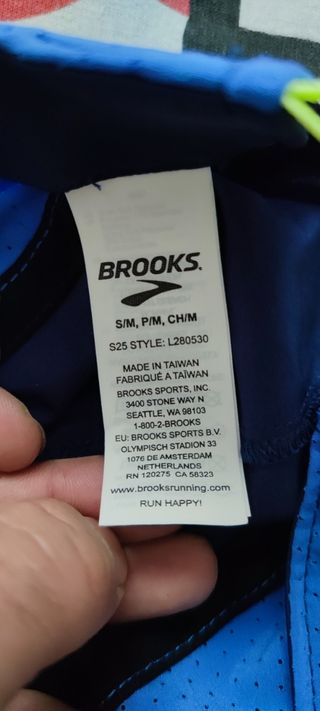 BROOKS
S/M, P/M, CH/M
S25 STYLE: L280530
MADE IN TAIWAN
FABRIQUÉ A TAÏWAN
BROOKS SPORTS, INC.
3400 STONE WAY N
SEATTLE, WA 98103
1-800-2-BROOKS
EU: BROOKS SPORTS B.V.
OLYMPISCH STADION 33
1076 DE AMSTERDAM
NETHERLANDS
RN 120275 CA 58323
www.brooksrunning.com
RUN HAPPY!